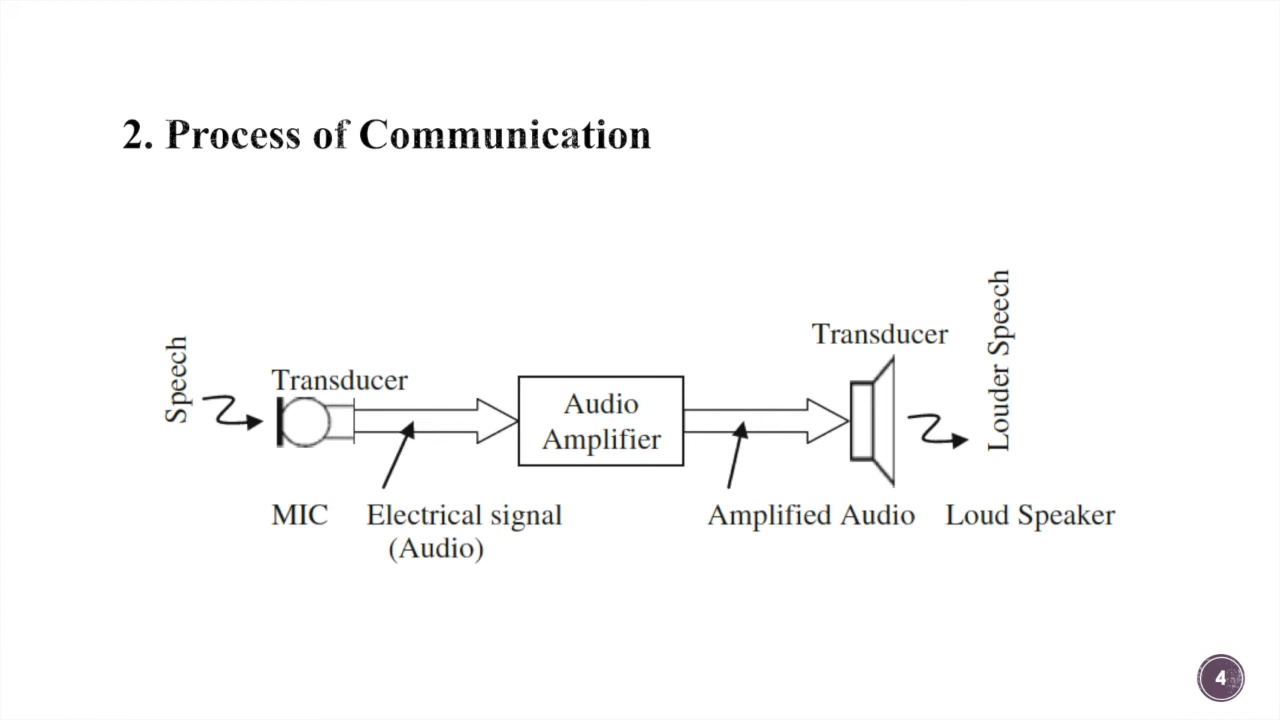 2. Process of Communication
Speech
Transducer
MIC
Electrical signal
(Audio)
Audio
Amplifier
Amplified Audio
Transducer
Loud Speaker
Louder Speech
4